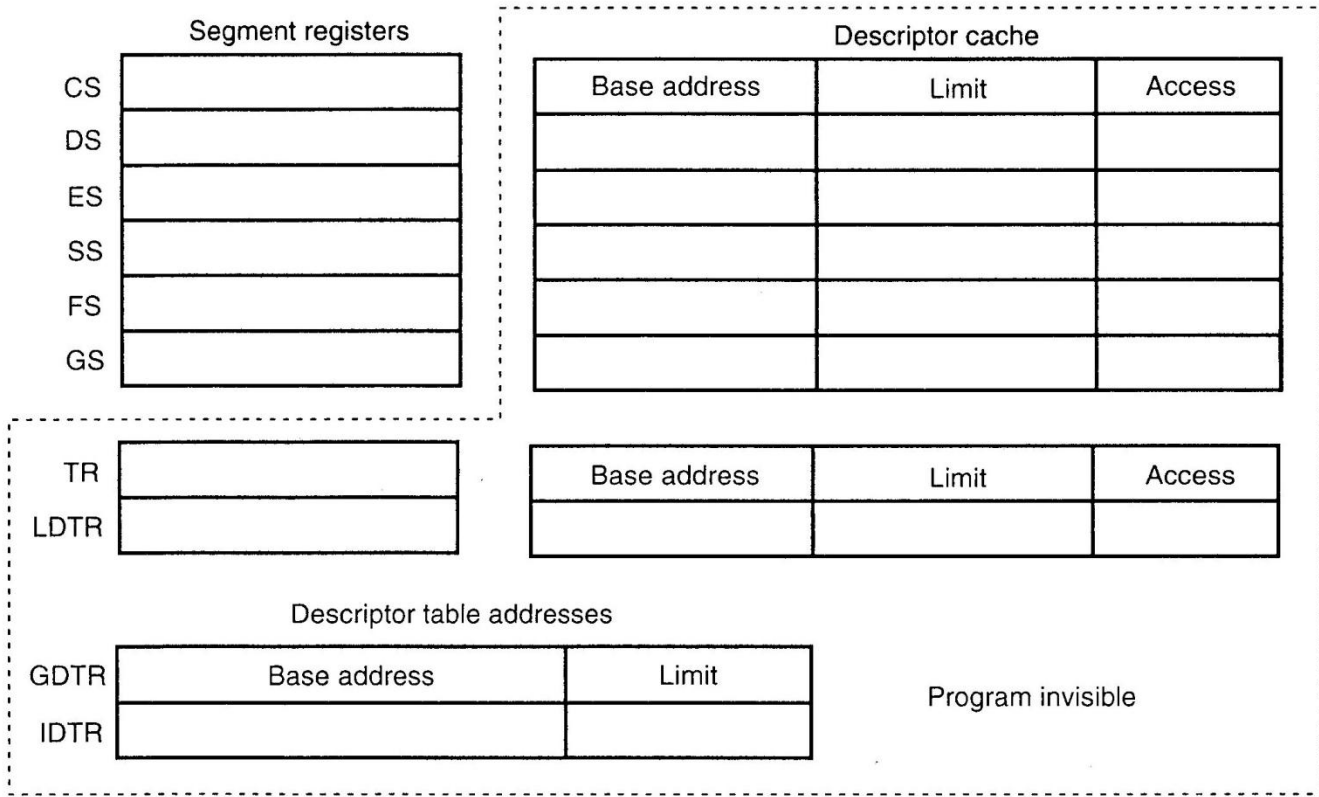 Segment registers
Descriptor cache
CS
Base address Limit Access
DS
ES
SS
FS
GS
TR
Base address Limit Access
LDTR
Descriptor table addresses
GDTR Base address Limit
Program invisible
IDTR